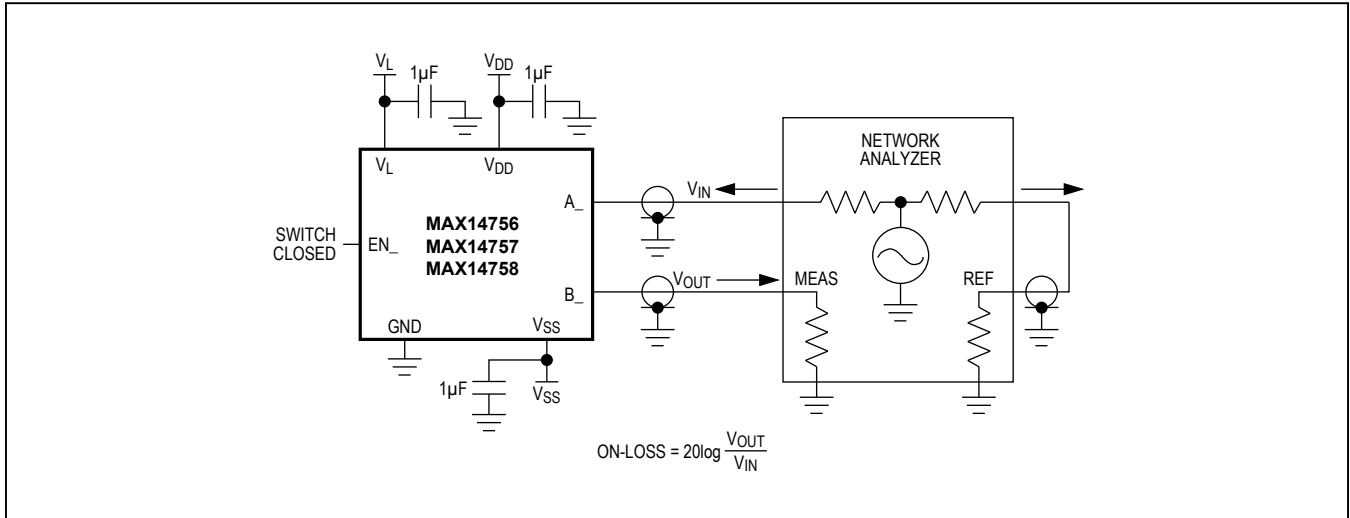 VL
1µF
VDD
1µF
VL
VDD
A_
VIN
NETWORK
ANALYZER
MAX14756
MAX14757
MAX14758
SWITCH
CLOSED
EN_
B_
VOUT
MEAS
REF
GND
VSS
1µF
VSS
ON-LOSS = 20log VOUT
VIN